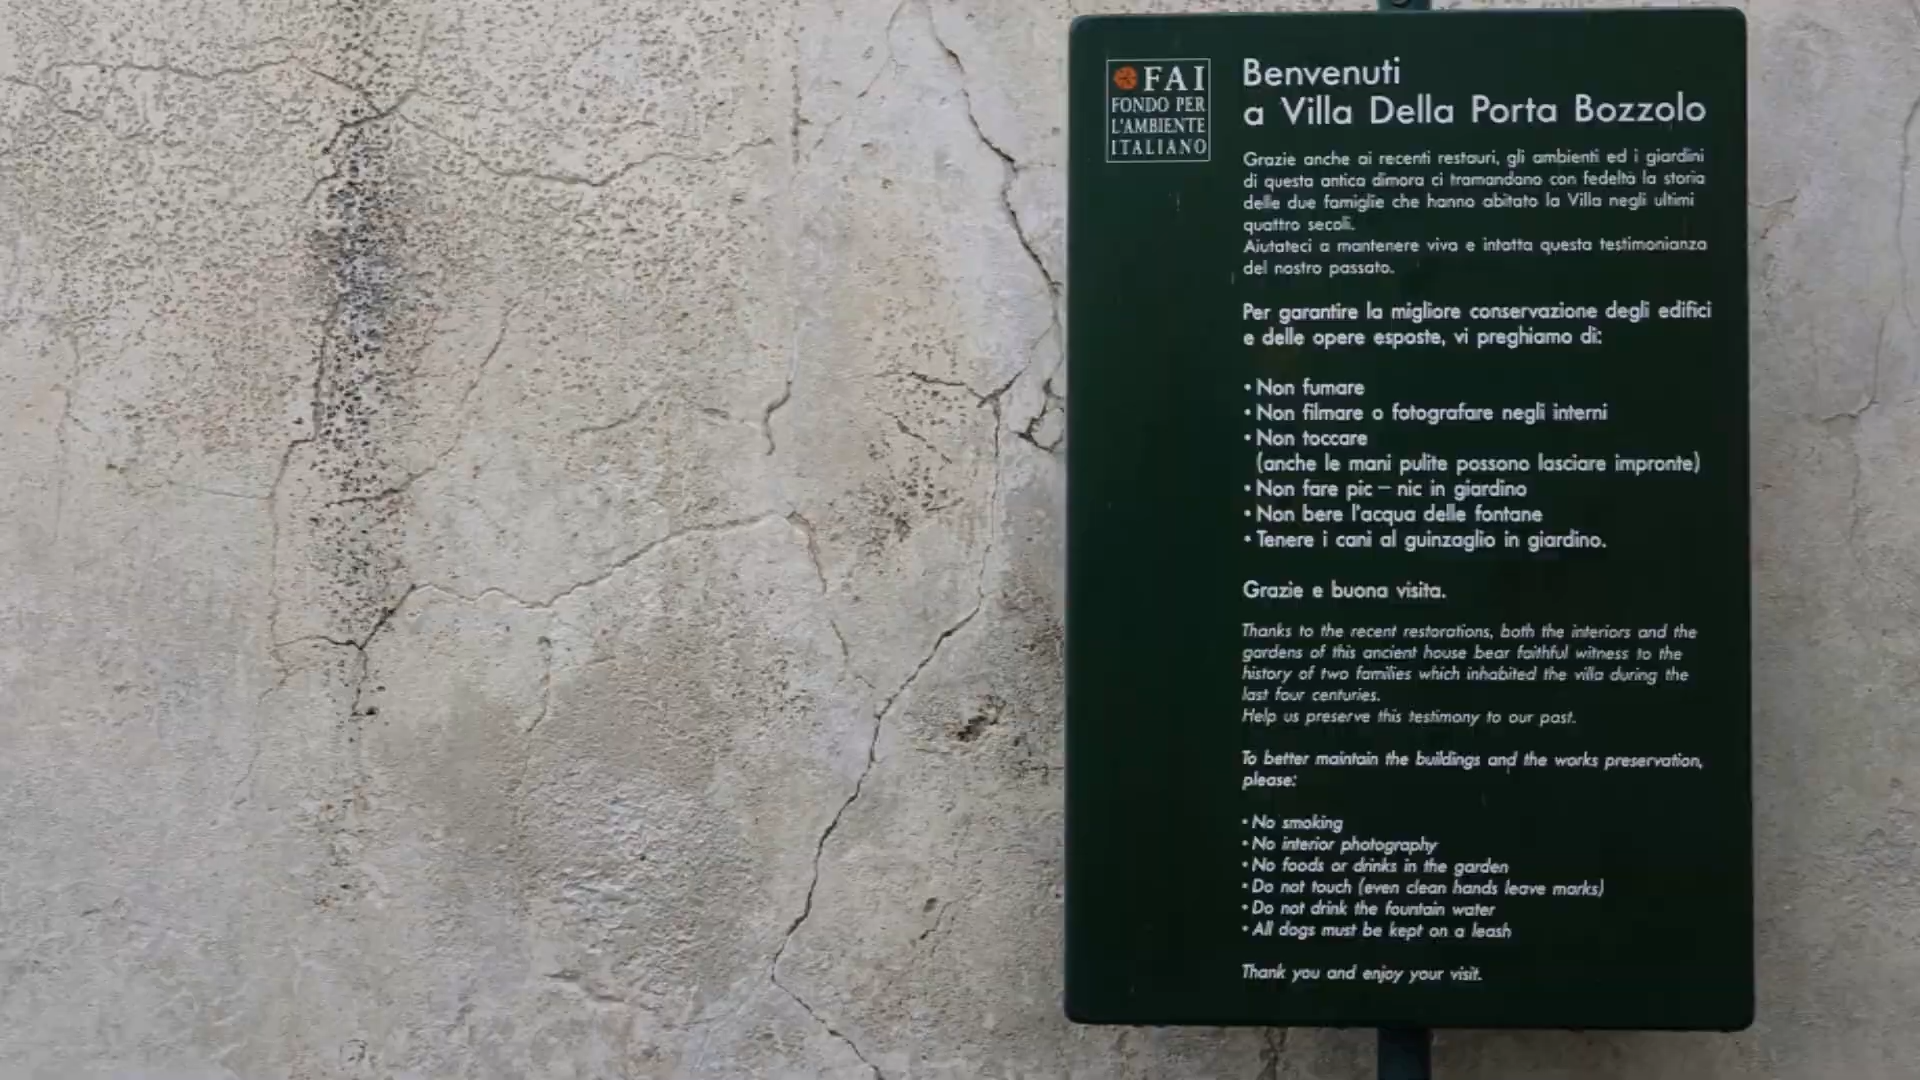 FAI
FONDO PER
L'AMBIENTE
ITALIANO
Benvenuti
a Villa Della Porta Bozzolo
Grazie anche ai recenti restauri, gli ambienti ed i giardini
di questa antica dimora ci tramandano con fedeltà la storia
delle due famiglie che hanno abitato la Villa negli ultimi
quattro secoli.
Aiutateci a mantenere viva e intatta questa testimonianza
del nostro passato.
Per garantire la migliore conservazione degli edifici
e delle opere esposte, vi preghiamo di:
• Non fumare
• Non filmare o fotografare negli interni
• Non toccare
(anche le mani pulite possono lasciare impronte)
• Non fare pic – nic in giardino
• Non bere l'acqua delle fontane
• Tenere i cani al guinzaglio in giardino.
Grazie e buona visita.
Thanks to the recent restorations, both the interiors and the
gardens of this ancient house bear faithful witness to the
history of two families which inhabited the villa during the
last four centuries.
Help us preserve this testimony to our past.
To better maintain the buildings and the works preservation,
please:
• No smoking
• No interior photography
• No foods or drinks in the garden
• Do not touch (even clean hands leave marks)
• Do not drink the fountain water
• All dogs must be kept on a leash
Thank you and enjoy your visit.